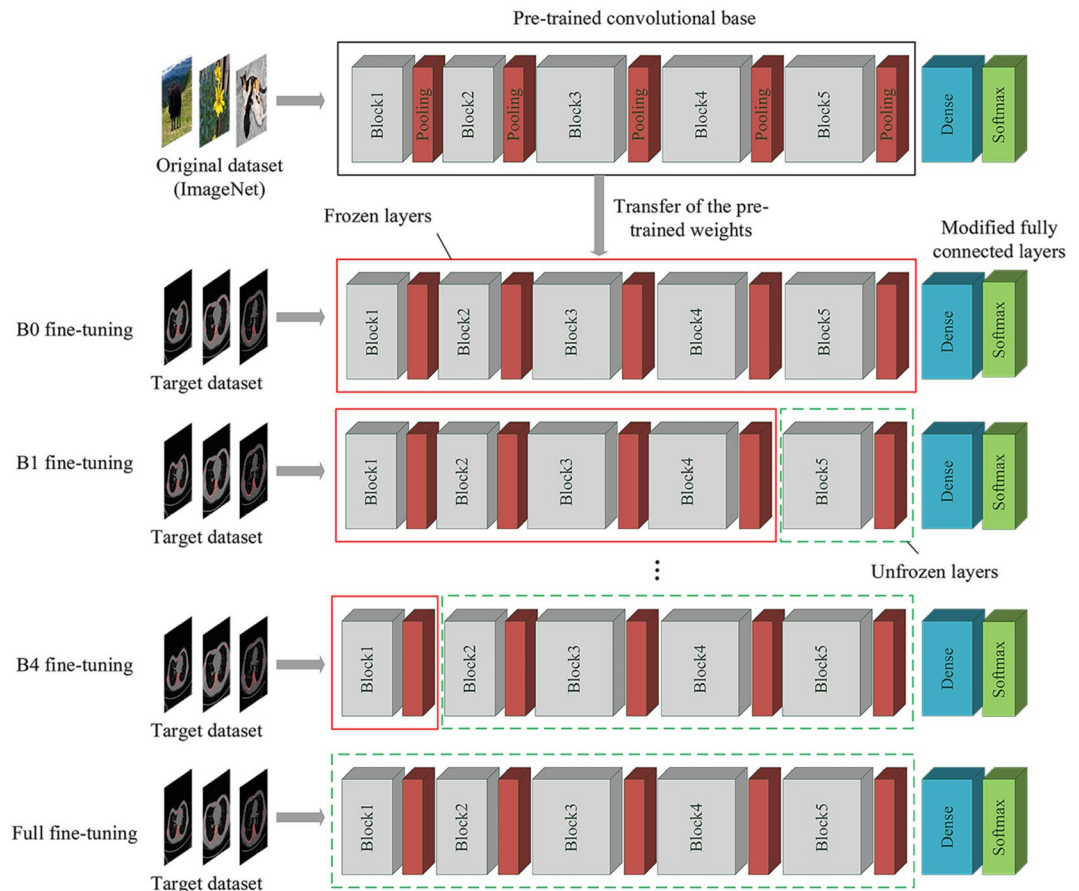 Pre-trained convolutional base
Block1
Pooling
Block2
Pooling
Block3
Pooling
Block4
Pooling
Block5
Pooling
Dense
Softmax
Original dataset
(ImageNet)
Transfer of the pre-
trained weights
Frozen layers
Modified fully
connected layers
B0 fine-tuning
Target dataset
Block1
Block2
Block3
Block4
Block5
Dense
Softmax
B1 fine-tuning
Target dataset
Block1
Block2
Block3
Block4
Block5
Dense
Softmax
Unfrozen layers
B4 fine-tuning
Target dataset
Block1
Block2
Block3
Block4
Block5
Dense
Softmax
Full fine-tuning
Target dataset
Block1
Block2
Block3
Block4
Block5
Dense
Softmax